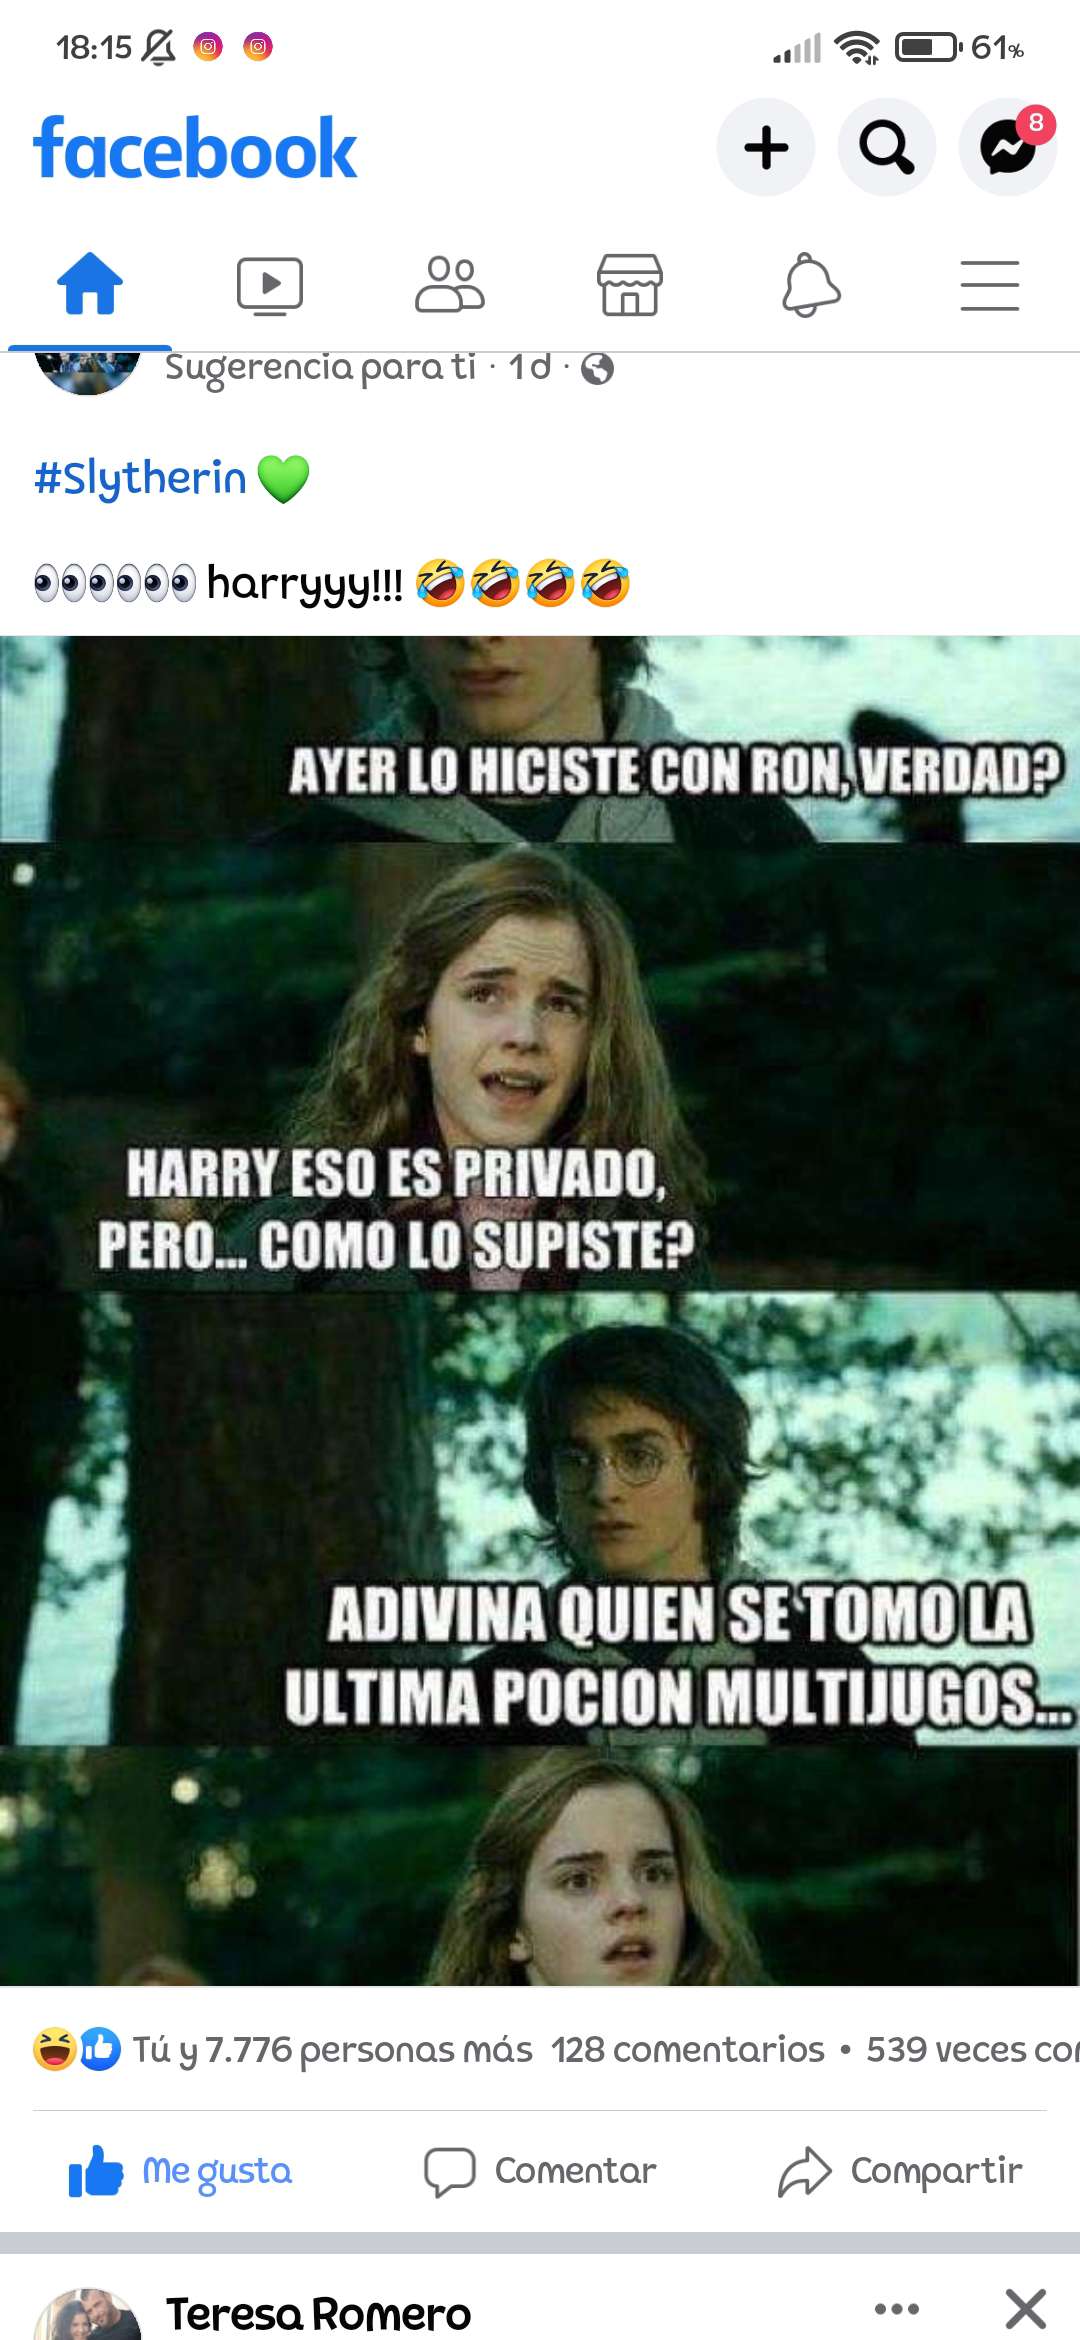 18:15 61%
facebook
8
Sugerencia para ti · 1 d ·
#Slytherin 💚
👀👀👀 harryyy!!! 🤣🤣🤣🤣
AYER LO HICISTE CON RON, VERDAD?
HARRY ESO ES PRIVADO,
PERO... COMO LO SUPISTE?
ADIVINA QUIEN SE TOMO LA
ULTIMA POCION MULTIJUGOS...
Tú y 7.776 personas más 128 comentarios • 539 veces
Me gusta Comentar Compartir
Teresa Romero